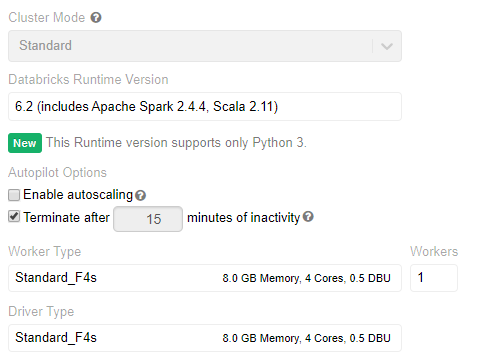 Cluster Mode ?
Standard
Databricks Runtime Version
6.2 (includes Apache Spark 2.4.4, Scala 2.11)
New This Runtime version supports only Python 3.
Autopilot Options
Enable autoscaling ?
Terminate after 15 minutes of inactivity ?
Worker Type Workers
Standard_F4s 8.0 GB Memory, 4 Cores, 0.5 DBU 1
Driver Type
Standard_F4s 8.0 GB Memory, 4 Cores, 0.5 DBU